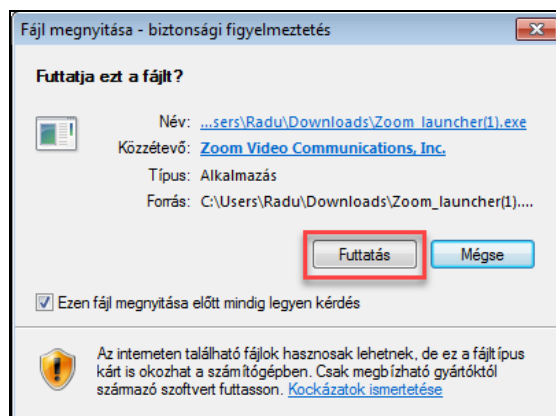 Fájl megnyitása - biztonsági figyelmeztetés
Futtatja ezt a fájlt?
Név: ...sers\Radu\Downloads\Zoom_launcher(1).exe
Közzétevő: Zoom Video Communications, Inc.
Típus: Alkalmazás
Forrás: C:\Users\Radu\Downloads\Zoom_launcher(1)....
Futtatás Mégse
Ezen fájl megnyitása előtt mindig legyen kérdés
Az interneten található fájlok hasznosak lehetnek, de ez a fájltípus
kárt is okozhat a számítógépben. Csak megbízható gyártóktól
származó szoftvert futtasson. Kockázatok ismertetése